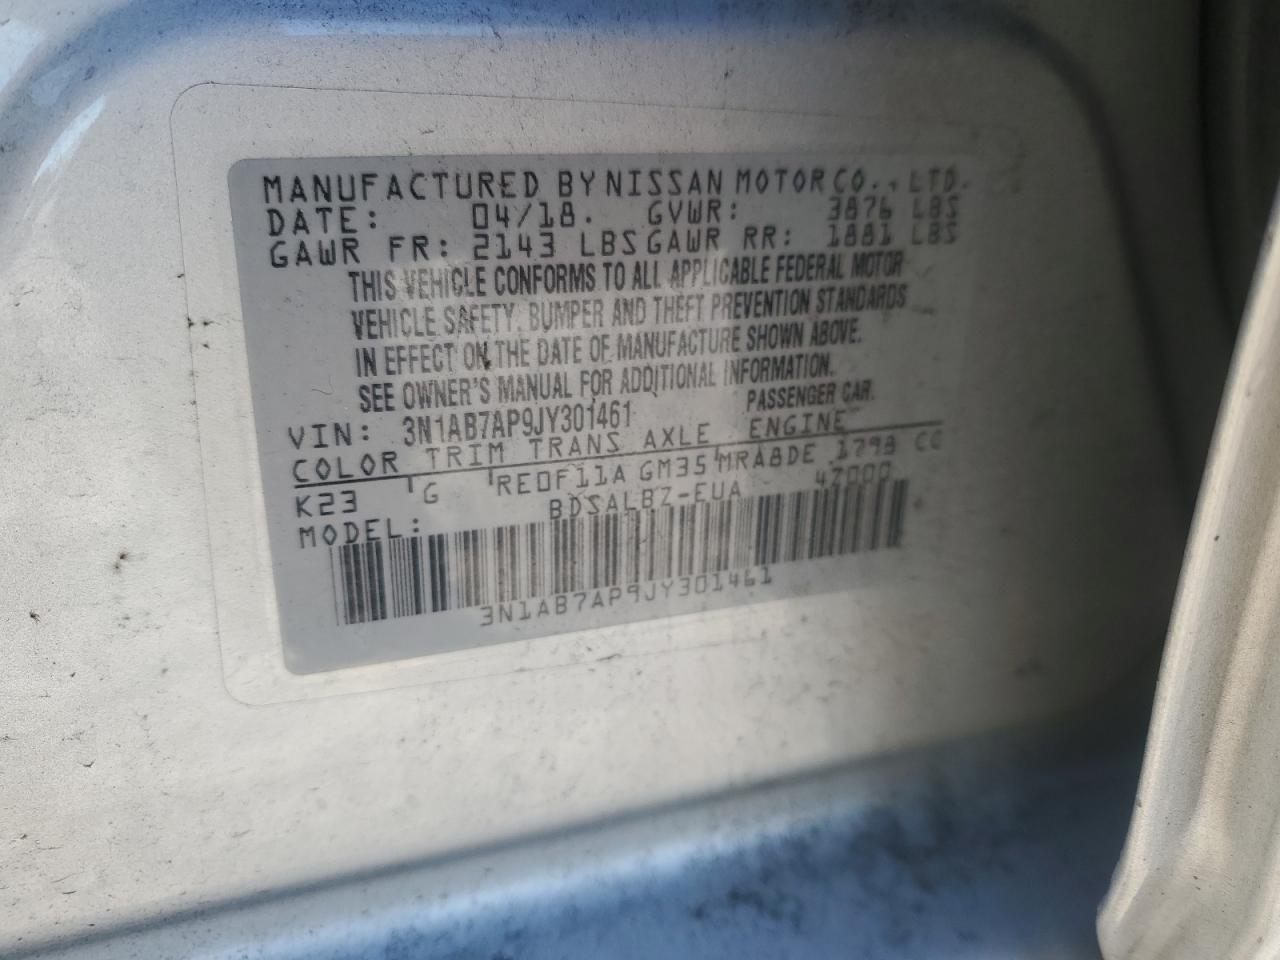 MANUFACTURED BY NISSAN MOTOR CO., LTD.
DATE: 04/18. GVWR: 3876 LBS
GAWR FR: 2143 LBS GAWR RR: 1881 LBS
THIS VEHICLE CONFORMS TO ALL APPLICABLE FEDERAL MOTOR
VEHICLE SAFETY, BUMPER AND THEFT PREVENTION STANDARDS
IN EFFECT ON THE DATE OF MANUFACTURE SHOWN ABOVE.
SEE OWNER'S MANUAL FOR ADDITIONAL INFORMATION.
VIN: 3N1AB7AP9JY301461 PASSENGER CAR.
COLOR TRIM TRANS AXLE ENGINE
K23 G RE0F11A GM35 MRA8DE 1798 CC
MODEL: BDSALBZ-EUA 47000
3N1AB7AP9JY301461